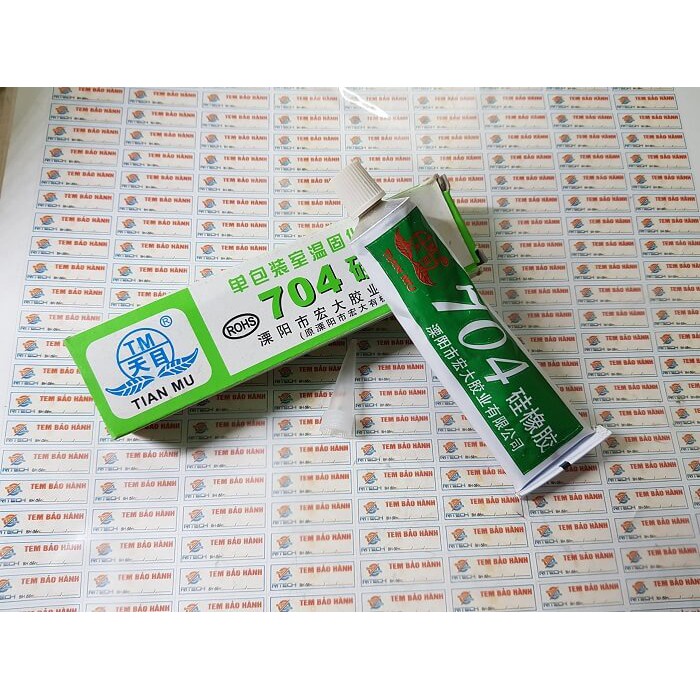 单包装室温固
704 硅
ROHS
溧阳市宏大胶业
(原溧阳市宏大有
TM
天目
®
TIAN MU
704 硅橡胶
溧阳市宏大胶业有限公司
TEM BẢO HÀNH
ARTECH